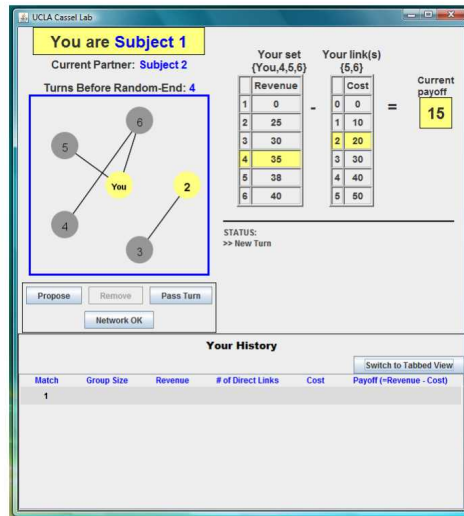 UCLA Cassel Lab
You are Subject 1
Current Partner: Subject 2
Turns Before Random-End: 4
6
5
You
2
4
3
Your set
{You,4,5,6}
Revenue
1 0
2 25
3 30
4 35
5 38
6 40
-
Your link(s)
{5,6}
Cost
0 0
1 10
2 20
3 30
4 40
5 50
=
Current
payoff
15
STATUS:
>> New Turn
Propose Remove Pass Turn
Network OK
Your History
Switch to Tabbed View
Match Group Size Revenue # of Direct Links Cost Payoff (=Revenue - Cost)
1